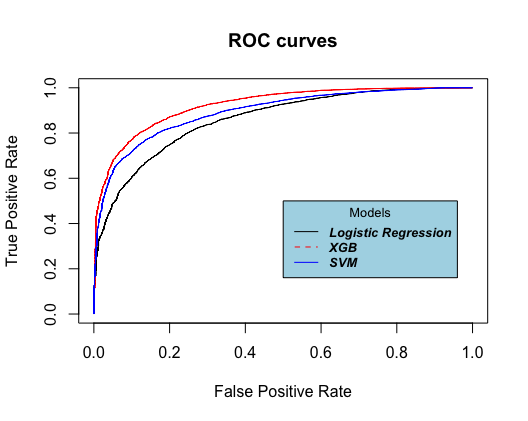 ROC curves
True Positive Rate
1.0
0.8
0.6
0.4
0.2
0.0
Models
Logistic Regression
XGB
SVM
0.0 0.2 0.4 0.6 0.8 1.0
False Positive Rate